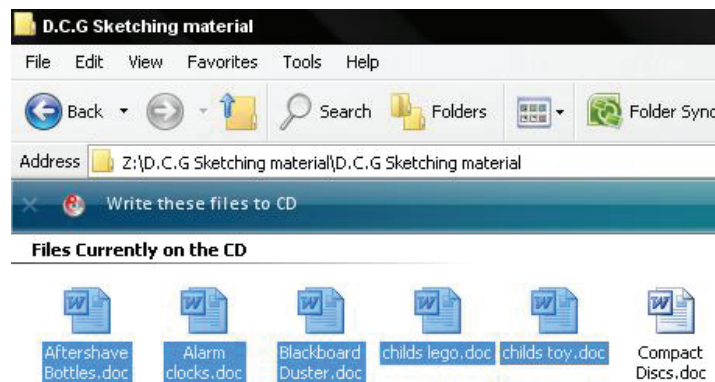 D.C.G Sketching material
File Edit View Favorites Tools Help
Back Search Folders Folder Sync
Address Z:\D.C.G Sketching material\D.C.G Sketching material
Write these files to CD
Files Currently on the CD
Aftershave Bottles.doc
Alarm clocks.doc
Blackboard Duster.doc
childs lego.doc
childs toy.doc
Compact Discs.doc